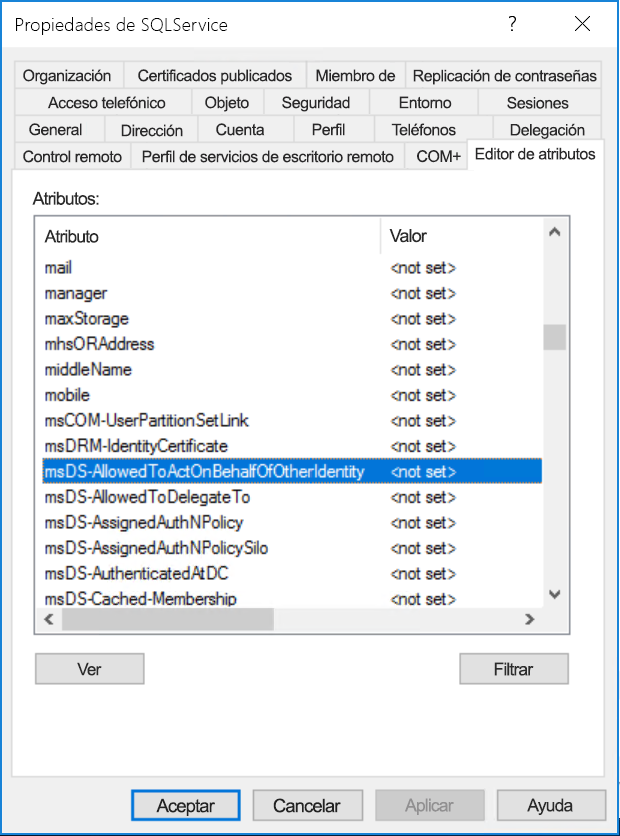 Propiedades de SQLService ?
Organización Certificados publicados Miembro de Replicación de contraseñas
Acceso telefónico Objeto Seguridad Entorno Sesiones
General Dirección Cuenta Perfil Teléfonos Delegación
Control remoto Perfil de servicios de escritorio remoto COM+ Editor de atributos
Atributos:
Atributo Valor
mail <not set>
manager <not set>
maxStorage <not set>
mhsORAddress <not set>
middleName <not set>
mobile <not set>
msCOM-UserPartitionSetLink <not set>
msDRM-IdentityCertificate <not set>
msDS-AllowedToActOnBehalfOfOtherIdentity <not set>
msDS-AllowedToDelegateTo <not set>
msDS-AssignedAuthNPolicy <not set>
msDS-AssignedAuthNPolicySilo <not set>
msDS-AuthenticatedAtDC <not set>
msDS-Cached-Membership <not set>
Ver Filtrar
Aceptar Cancelar Aplicar Ayuda